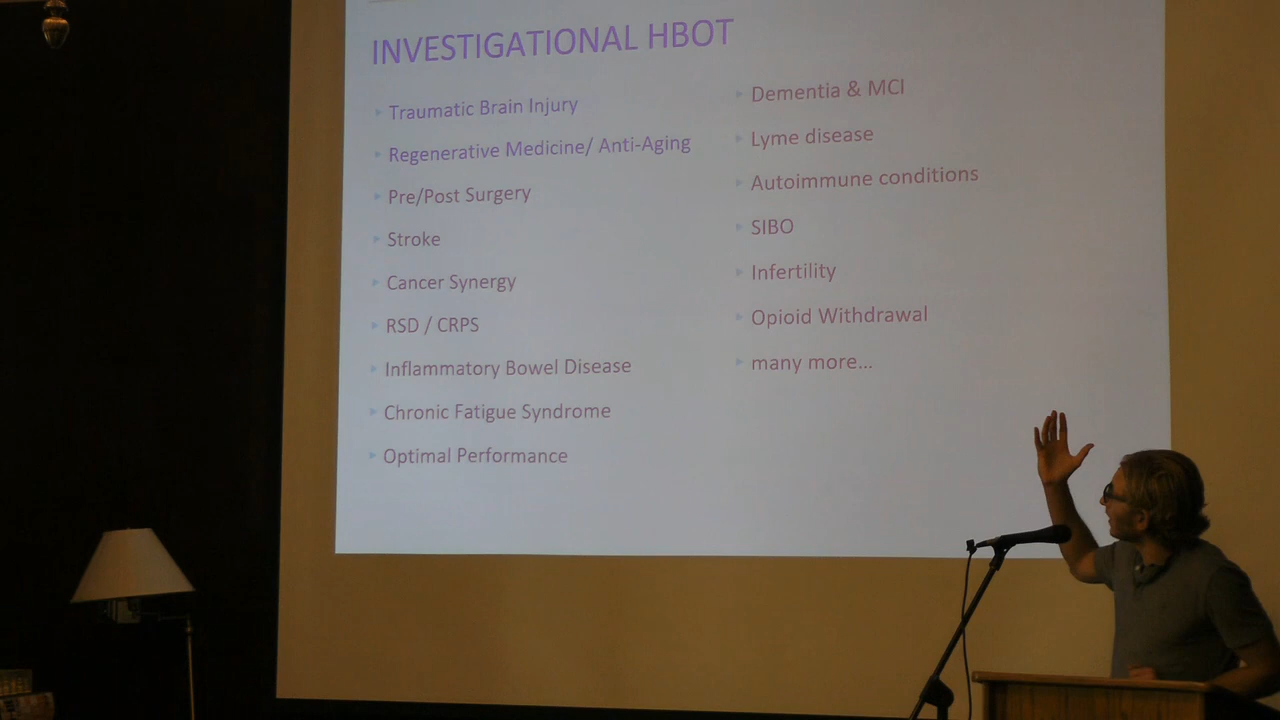 INVESTIGATIONAL HBOT
Traumatic Brain Injury
Regenerative Medicine/ Anti-Aging
Pre/Post Surgery
Stroke
Cancer Synergy
RSD / CRPS
Inflammatory Bowel Disease
Chronic Fatigue Syndrome
Optimal Performance
Dementia & MCI
Lyme disease
Autoimmune conditions
SIBO
Infertility
Opioid Withdrawal
many more...